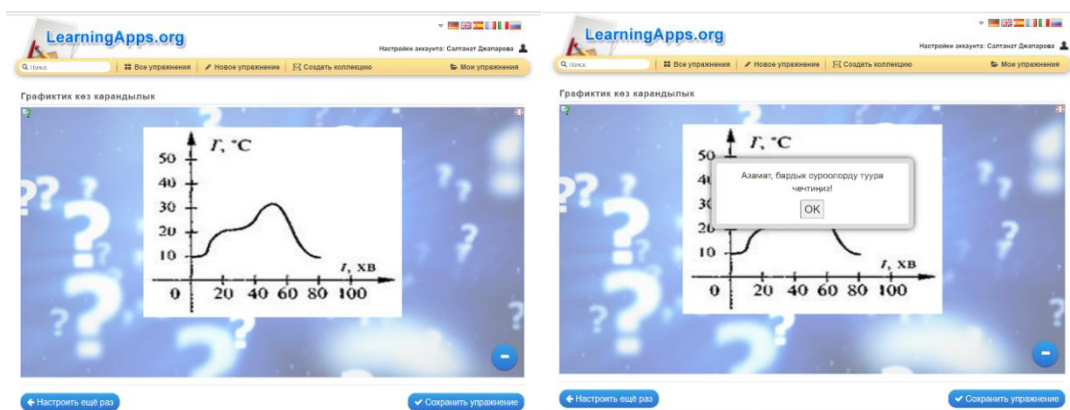 LearningApps.org
Настройки аккаунта: Салтанат Джапарова
Поиск
Все упражнения
Новое упражнение
Создать коллекцию
Мои упражнения
Графиктик көз карандылык
T, °C
50
40
30
20
10
t, хв
0 20 40 60 80 100
Настроить ещё раз
Сохранить упражнение
LearningApps.org
Настройки аккаунта: Салтанат Джапарова
Поиск
Все упражнения
Новое упражнение
Создать коллекцию
Мои упражнения
Графиктик көз карандылык
T, °C
50
Азамат, бардык суроолорду туура
чечтиңиз!
OK
20
10
t, хв
0 20 40 60 80 100
Настроить ещё раз
Сохранить упражнение